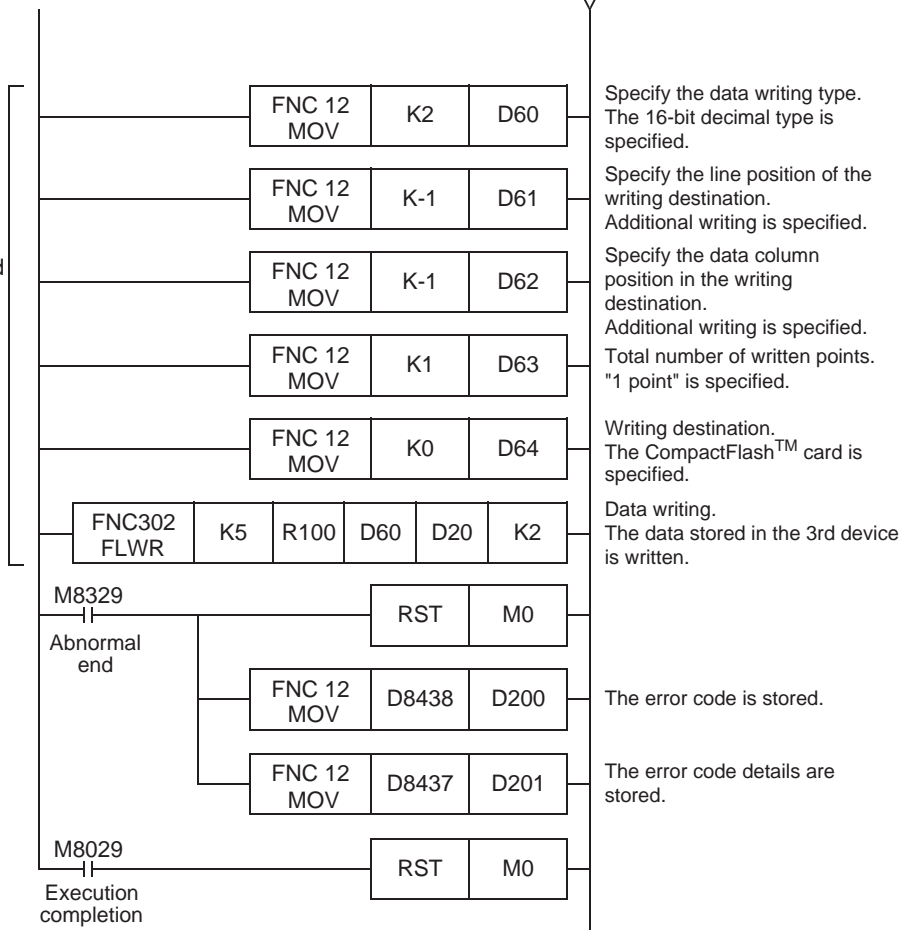 FNC 12
MOV
K2
D60
Specify the data writing type.
The 16-bit decimal type is
specified.
FNC 12
MOV
K-1
D61
Specify the line position of the
writing destination.
Additional writing is specified.
FNC 12
MOV
K-1
D62
Specify the data column
position in the writing
destination.
Additional writing is specified.
FNC 12
MOV
K1
D63
Total number of written points.
"1 point" is specified.
FNC 12
MOV
K0
D64
Writing destination.
The CompactFlashTM card is
specified.
FNC302
FLWR
K5
R100
D60
D20
K2
Data writing.
The data stored in the 3rd device
is written.
M8329
Abnormal
end
RST
M0
FNC 12
MOV
D8438
D200
The error code is stored.
FNC 12
MOV
D8437
D201
The error code details are
stored.
M8029
Execution
completion
RST
M0